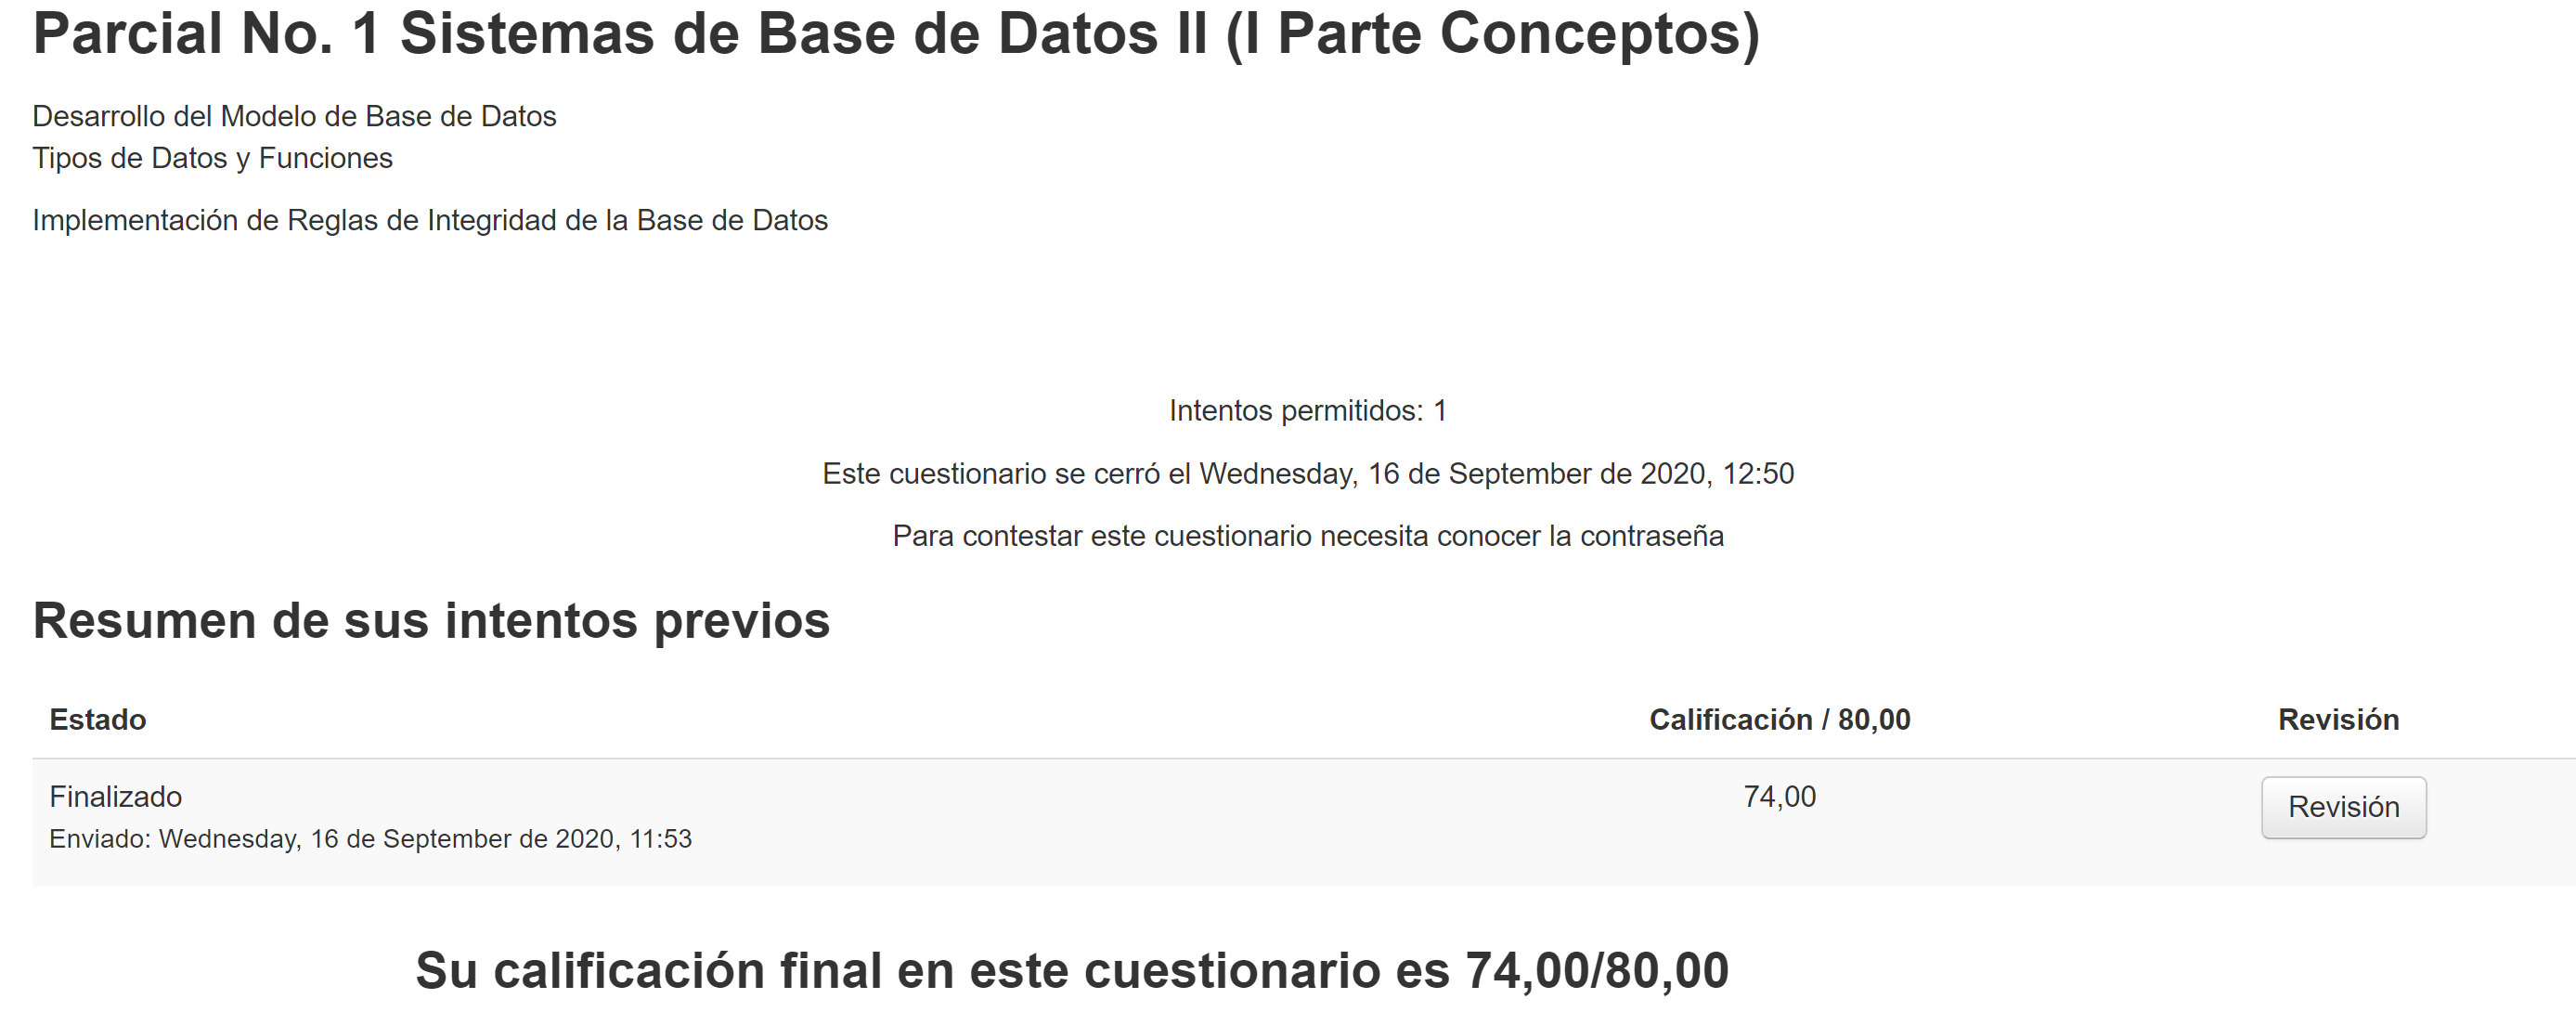 Parcial No. 1 Sistemas de Base de Datos II (I Parte Conceptos)
Desarrollo del Modelo de Base de Datos
Tipos de Datos y Funciones
Implementación de Reglas de Integridad de la Base de Datos
Intentos permitidos: 1
Este cuestionario se cerró el Wednesday, 16 de September de 2020, 12:50
Para contestar este cuestionario necesita conocer la contraseña
Resumen de sus intentos previos
Estado Calificación / 80,00 Revisión
Finalizado 74,00 Revisión
Enviado: Wednesday, 16 de September de 2020, 11:53
Su calificación final en este cuestionario es 74,00/80,00